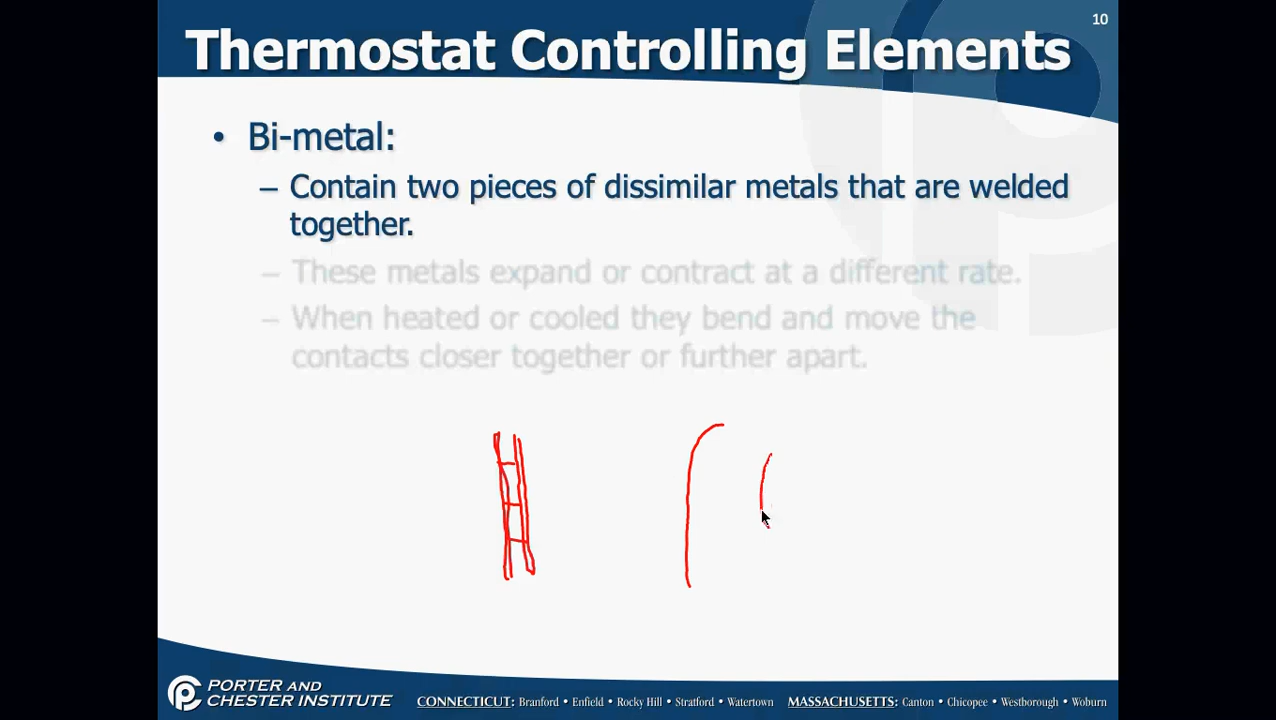 10
Thermostat Controlling Elements
• Bi-metal:
– Contain two pieces of dissimilar metals that are welded
together.
– These metals expand or contract at a different rate.
– When heated or cooled they bend and move the
contacts closer together or further apart.
PORTER AND
CHESTER INSTITUTE
CONNECTICUT: Branford • Enfield • Rocky Hill • Stratford • Watertown
MASSACHUSETTS: Canton • Chicopee • Westborough • Woburn